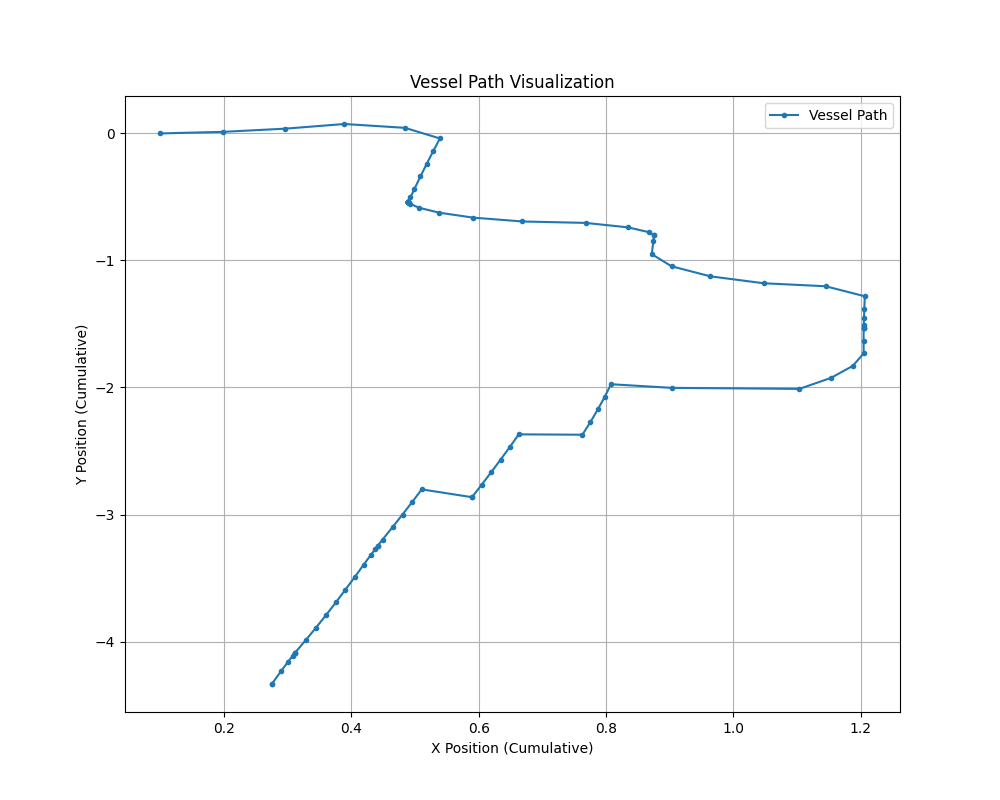 Vessel Path Visualization
Vessel Path
0
−1
−2
−3
−4
Y Position (Cumulative)
0.2 0.4 0.6 0.8 1.0 1.2
X Position (Cumulative)